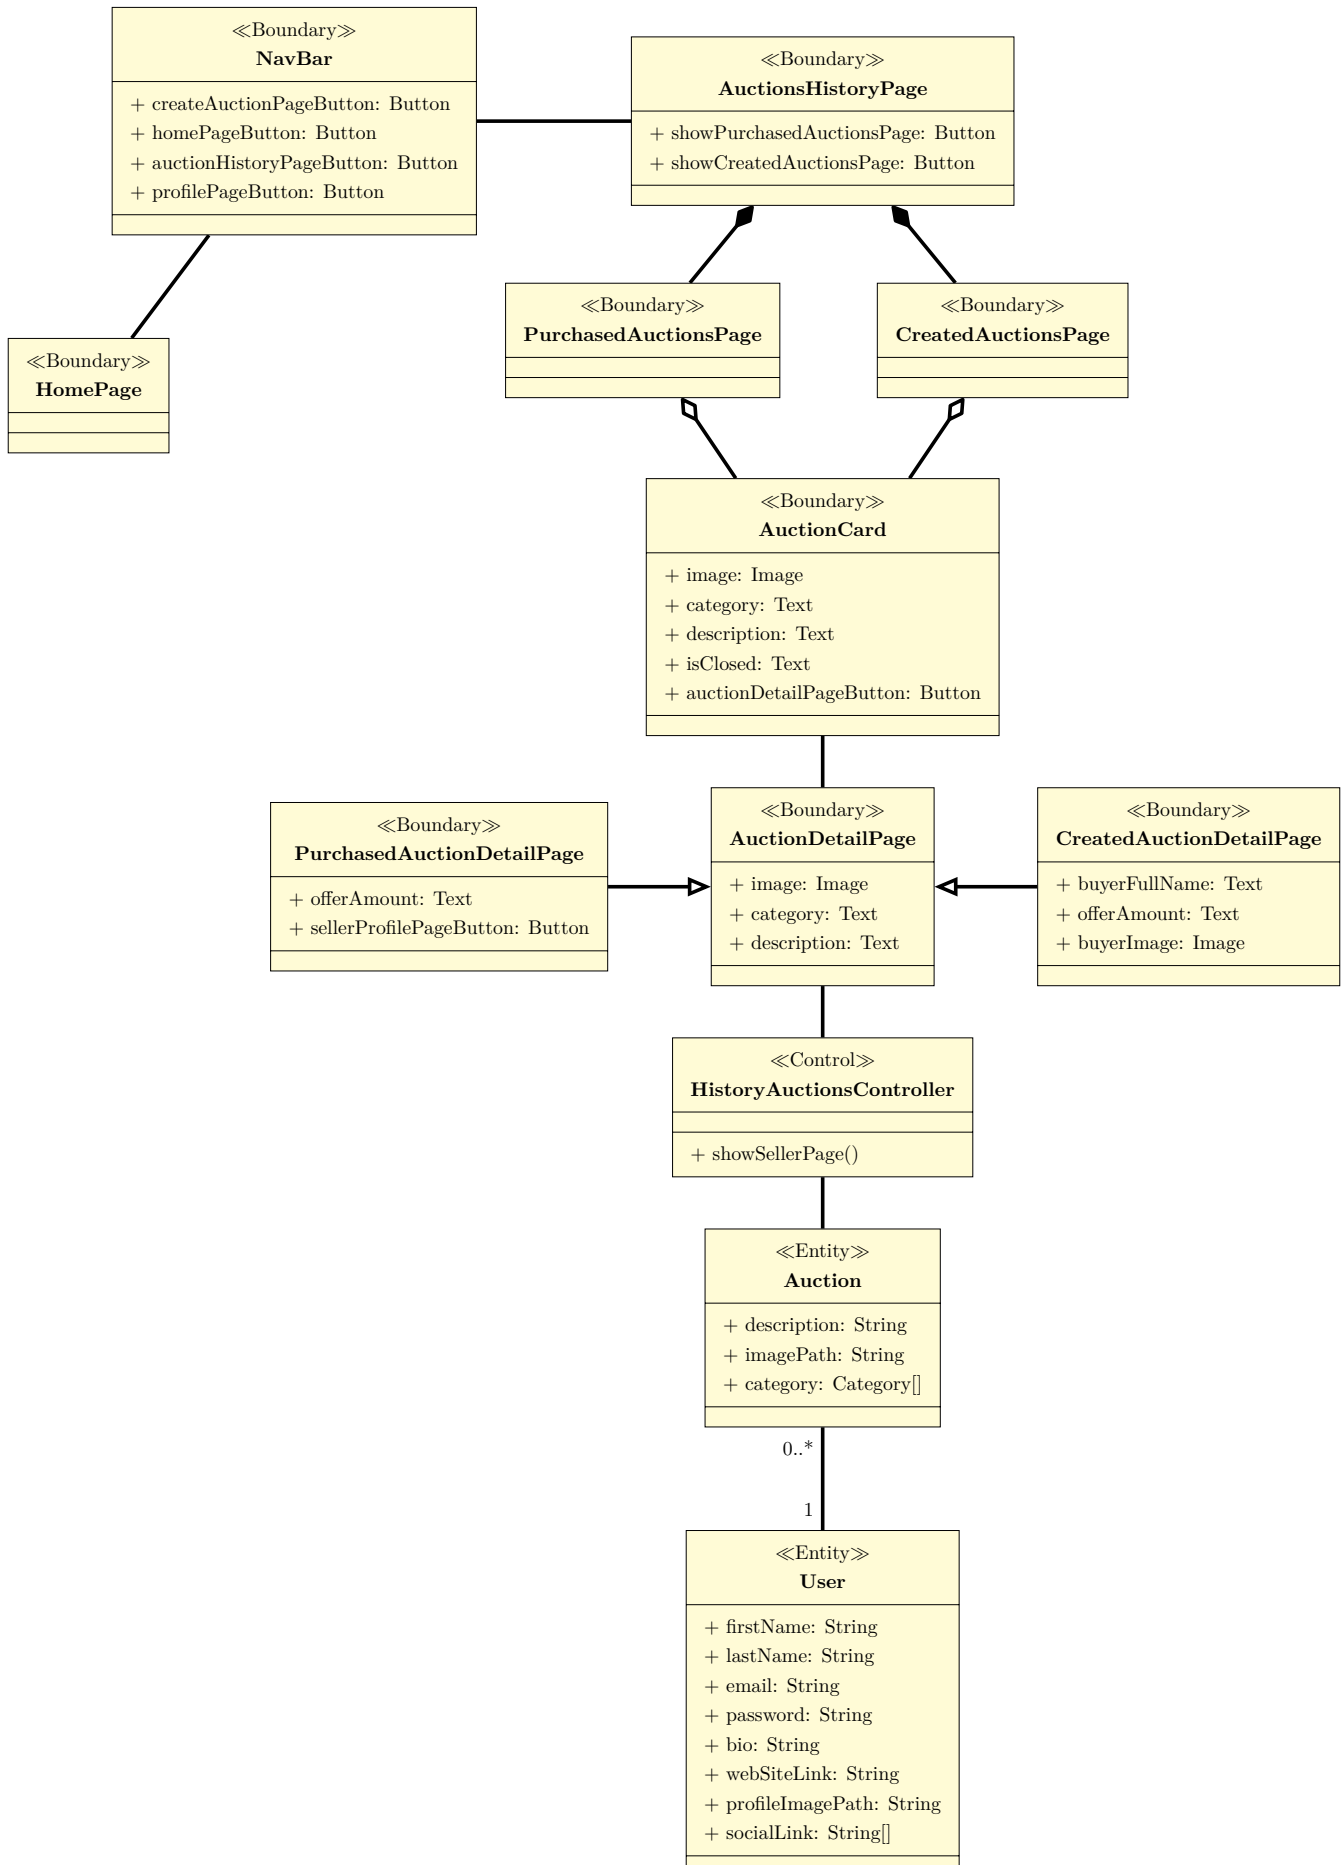 ≪Boundary≫
NavBar
+ createAuctionPageButton: Button
+ homePageButton: Button
+ auctionHistoryPageButton: Button
+ profilePageButton: Button
≪Boundary≫
AuctionsHistoryPage
+ showPurchasedAuctionsPage: Button
+ showCreatedAuctionsPage: Button
≪Boundary≫
HomePage
≪Boundary≫
PurchasedAuctionsPage
≪Boundary≫
CreatedAuctionsPage
≪Boundary≫
AuctionCard
+ image: Image
+ category: Text
+ description: Text
+ isClosed: Text
+ auctionDetailPageButton: Button
≪Boundary≫
PurchasedAuctionDetailPage
+ offerAmount: Text
+ sellerProfilePageButton: Button
≪Boundary≫
AuctionDetailPage
+ image: Image
+ category: Text
+ description: Text
≪Boundary≫
CreatedAuctionDetailPage
+ buyerFullName: Text
+ offerAmount: Text
+ buyerImage: Image
≪Control≫
HistoryAuctionsController
+ showSellerPage()
≪Entity≫
Auction
+ description: String
+ imagePath: String
+ category: Category[]
0..*
1
≪Entity≫
User
+ firstName: String
+ lastName: String
+ email: String
+ password: String
+ bio: String
+ webSiteLink: String
+ profileImagePath: String
+ socialLink: String[]